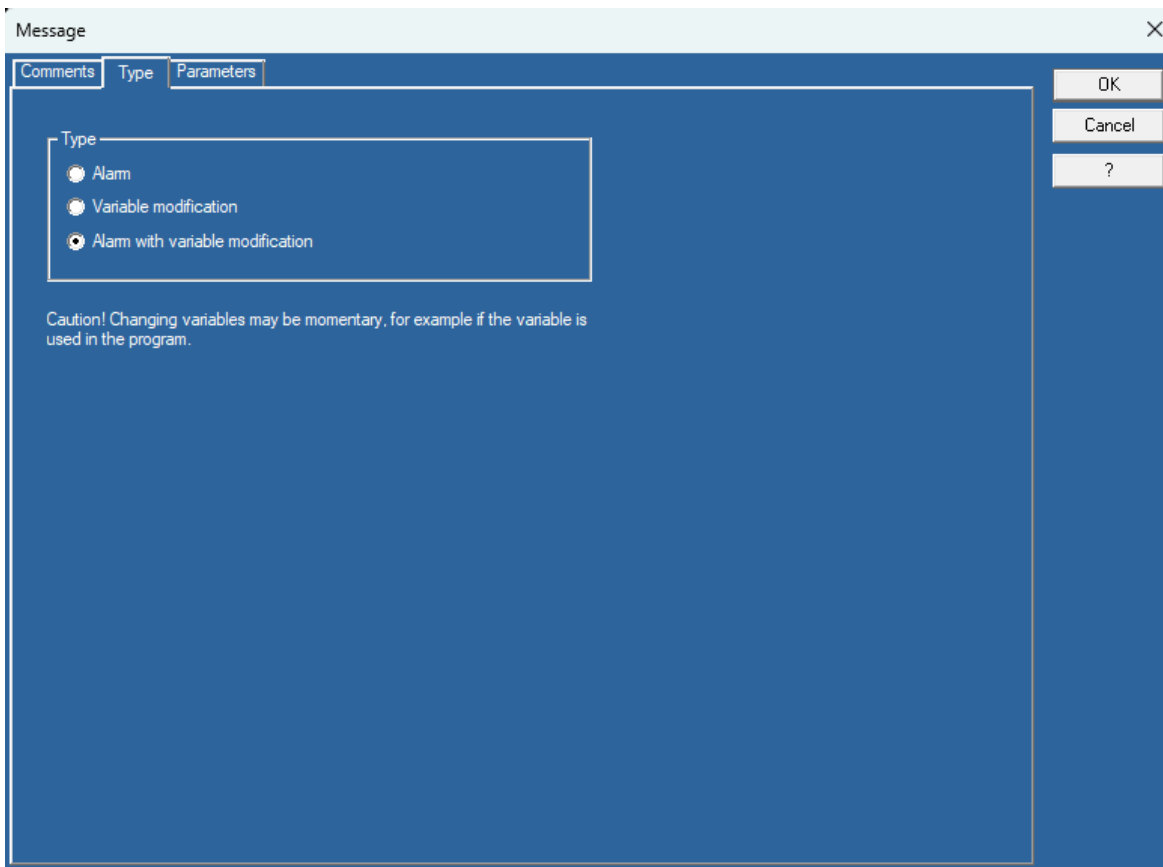 Message
Comments Type Parameters
OK
Cancel
?
Type
Alarm
Variable modification
Alarm with variable modification
Caution! Changing variables may be momentary, for example if the variable is
used in the program.